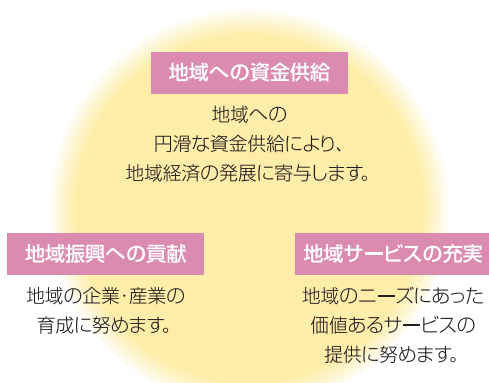 地域への資金供給
地域への
円滑な資金供給により、
地域経済の発展に寄与します。
地域振興への貢献
地域の企業・産業の
育成に努めます。
地域サービスの充実
地域のニーズにあった
価値あるサービスの
提供に努めます。